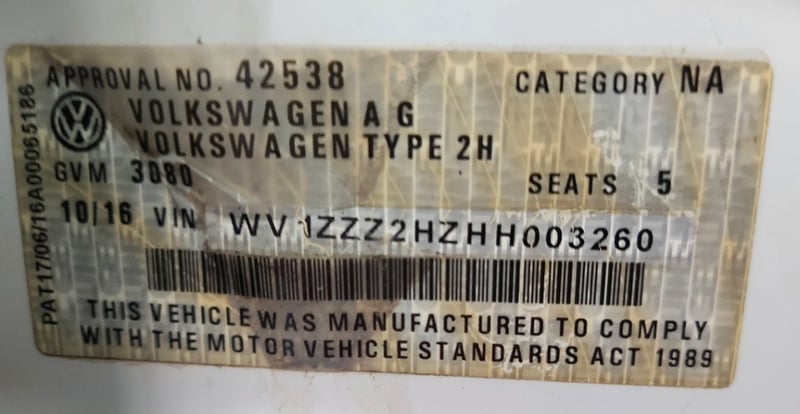 APPROVAL NO. 42538 CATEGORY NA
VOLKSWAGEN AG
VOLKSWAGEN TYPE 2H
GVM 3080 SEATS 5
10/16 VIN WV1ZZZ2HZHH003260
THIS VEHICLE WAS MANUFACTURED TO COMPLY
WITH THE MOTOR VEHICLE STANDARDS ACT 1989
PAT17/06/16A00065186